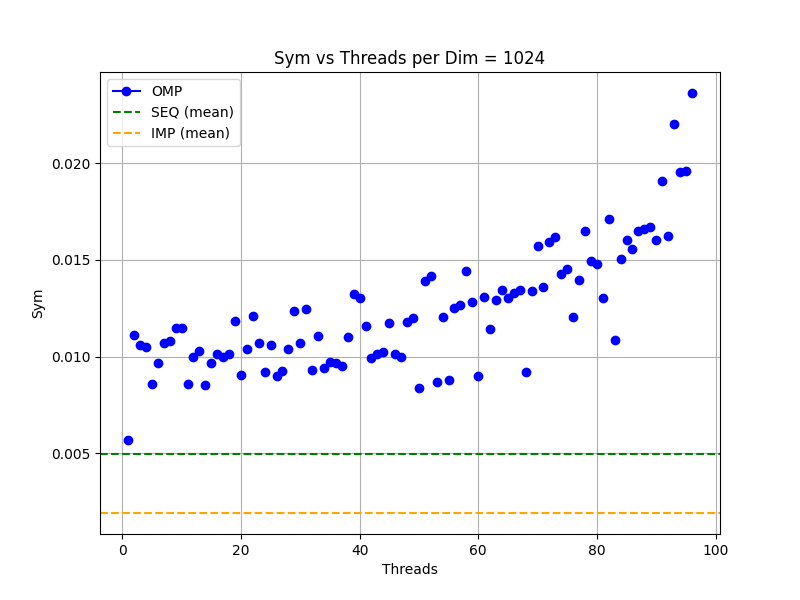 Sym vs Threads per Dim = 1024
OMP
SEQ (mean)
IMP (mean)
0.020
0.015
0.010
0.005
Sym
0 20 40 60 80 100
Threads